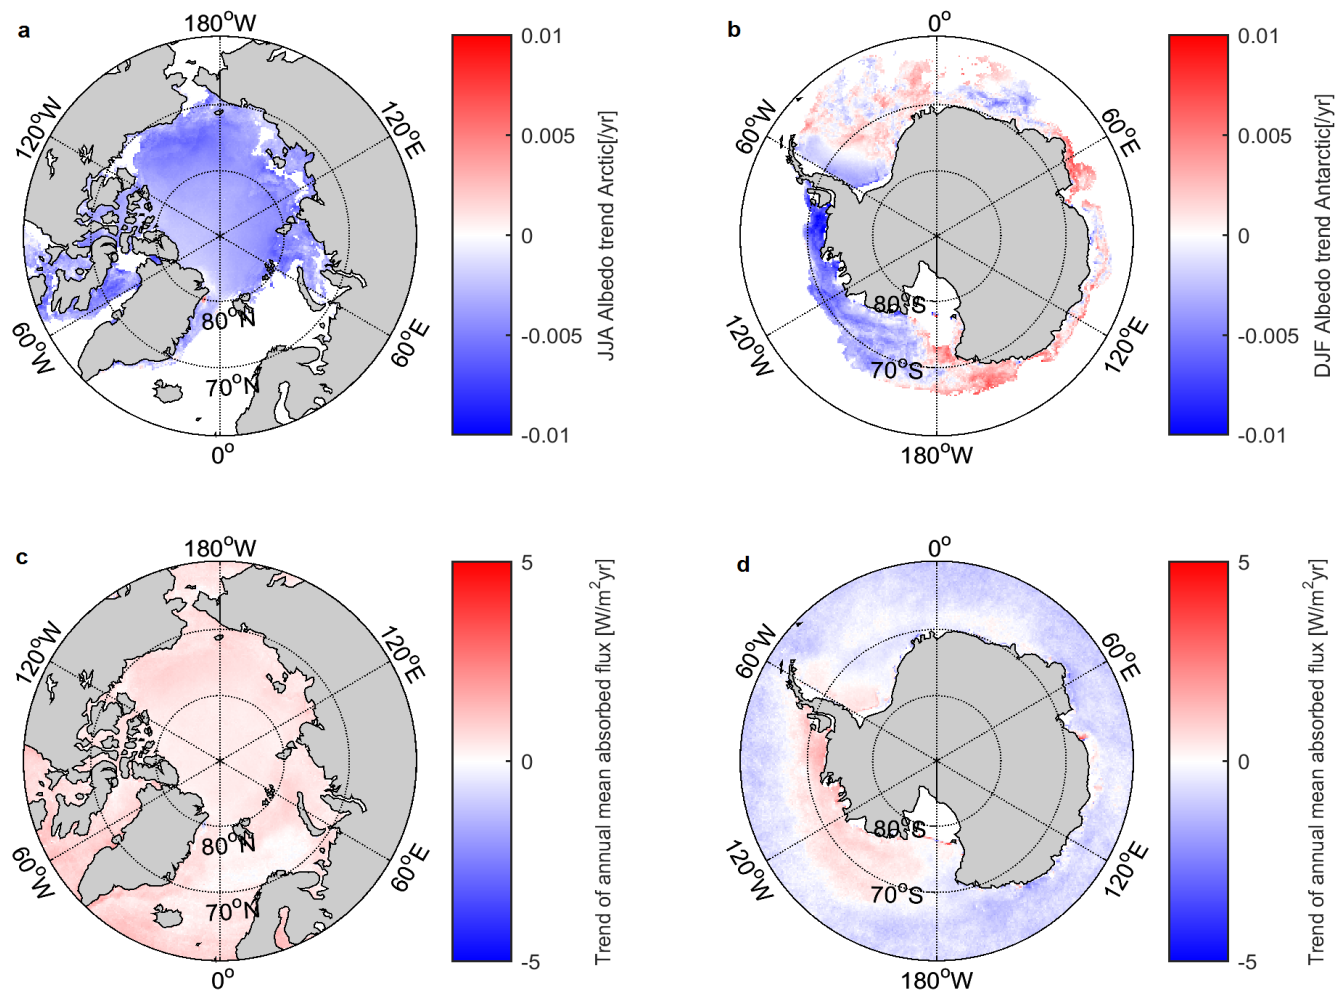 a
180°W
120°W
120°E
60°W
60°E
80°N
70°N
0°
0.01
0.005
0
-0.005
-0.01
JJA Albedo trend Arctic[/yr]
b
0°
60°W
60°E
120°W
120°E
80°S
70°S
180°W
0.01
0.005
0
-0.005
-0.01
DJF Albedo trend Antarctic[/yr]
c
180°W
120°W
120°E
60°W
60°E
80°N
70°N
0°
5
0
-5
Trend of annual mean absorbed flux [W/m²yr]
d
0°
60°W
60°E
120°W
120°E
80°S
70°S
180°W
5
0
-5
Trend of annual mean absorbed flux [W/m²yr]